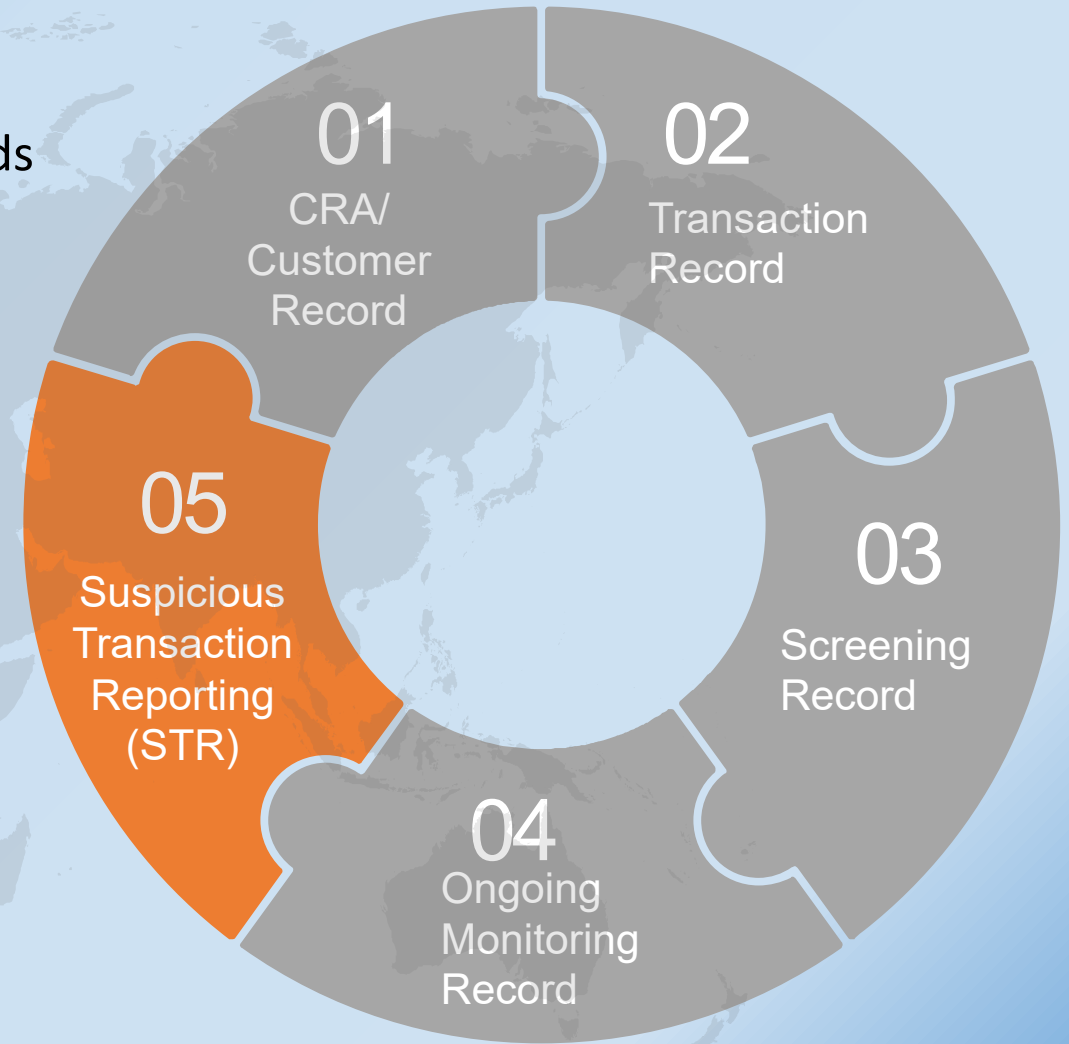 01
CRA/
Customer
Record
02
Transaction
Record
03
Screening
Record
04
Ongoing
Monitoring
Record
05
Suspicious
Transaction
Reporting
(STR)